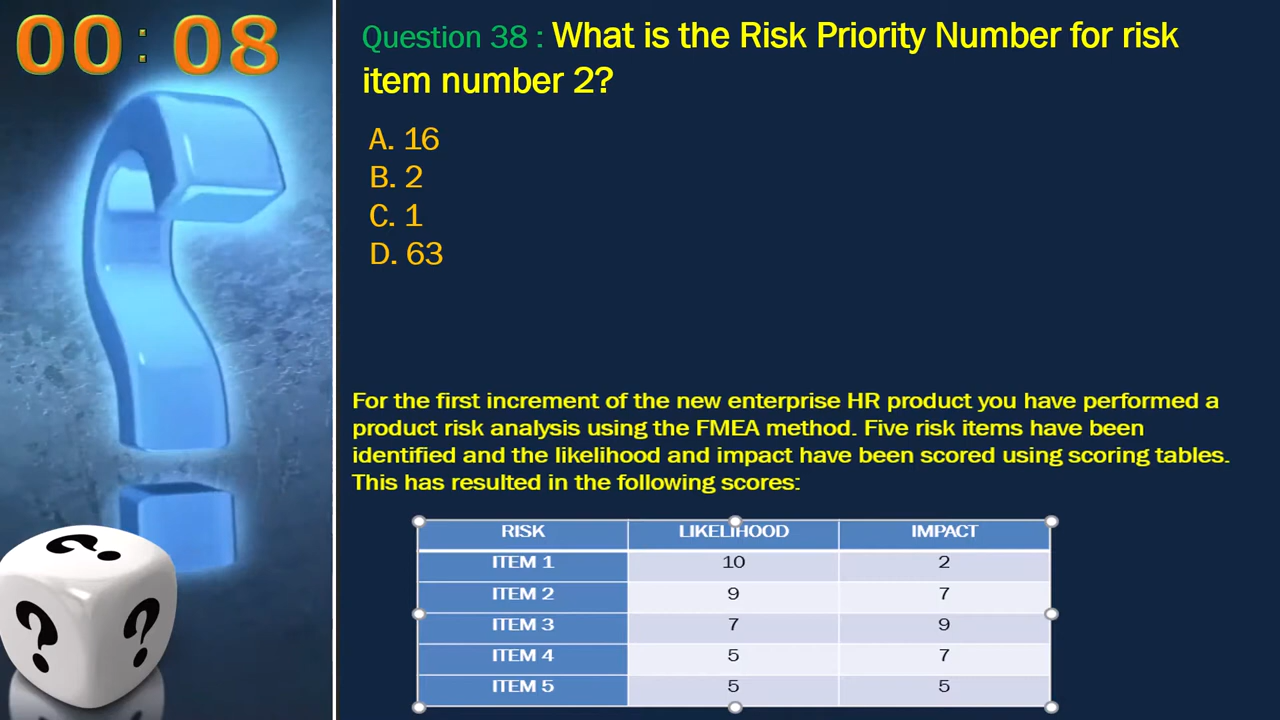 00:08
Question 38 : What is the Risk Priority Number for risk
item number 2?
A. 16
B. 2
C. 1
D. 63
For the first increment of the new enterprise HR product you have performed a
product risk analysis using the FMEA method. Five risk items have been
identified and the likelihood and impact have been scored using scoring tables.
This has resulted in the following scores:
RISK LIKELIHOOD IMPACT
ITEM 1 10 2
ITEM 2 9 7
ITEM 3 7 9
ITEM 4 5 7
ITEM 5 5 5
? ? ?